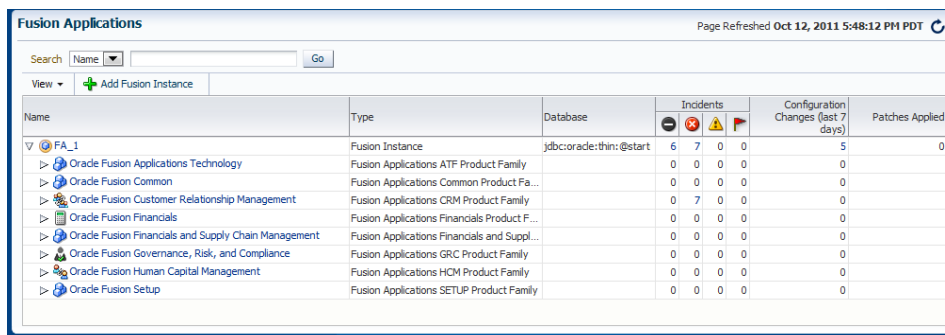 Fusion Applications
Page Refreshed Oct 12, 2011 5:48:12 PM PDT
Search Name Go
View Add Fusion Instance
Name Type Database Incidents Configuration Changes (last 7 days) Patches Applied
FA_1 Fusion Instance jdbc:oracle:thin:@start 6 7 0 0 5 0
Oracle Fusion Applications Technology Fusion Applications ATF Product Family 0 0 0 0 0
Oracle Fusion Common Fusion Applications Common Product Fa... 0 0 0 0 0
Oracle Fusion Customer Relationship Management Fusion Applications CRM Product Family 0 7 0 0 0
Oracle Fusion Financials Fusion Applications Financials Product F... 0 0 0 0 0
Oracle Fusion Financials and Supply Chain Management Fusion Applications Financials and Suppl... 0 0 0 0 0
Oracle Fusion Governance, Risk, and Compliance Fusion Applications GRC Product Family 0 0 0 0 0
Oracle Fusion Human Capital Management Fusion Applications HCM Product Family 0 0 0 0 0
Oracle Fusion Setup Fusion Applications SETUP Product Family 0 0 0 0 0